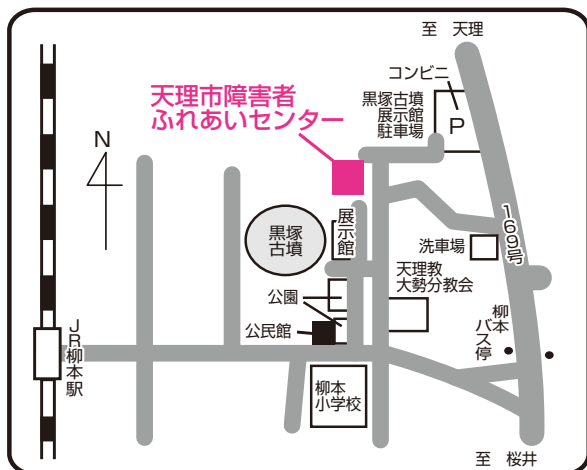 至 天理
コンビニ
天理市障害者
ふれあいセンター
黒塚古墳
展示館
駐車場
P
N
展示館
黒塚
古墳
169号
洗車場
天理教
大勢分教会
公園
柳本
バス停
公民館
JR柳本駅
柳本
小学校
至 桜井